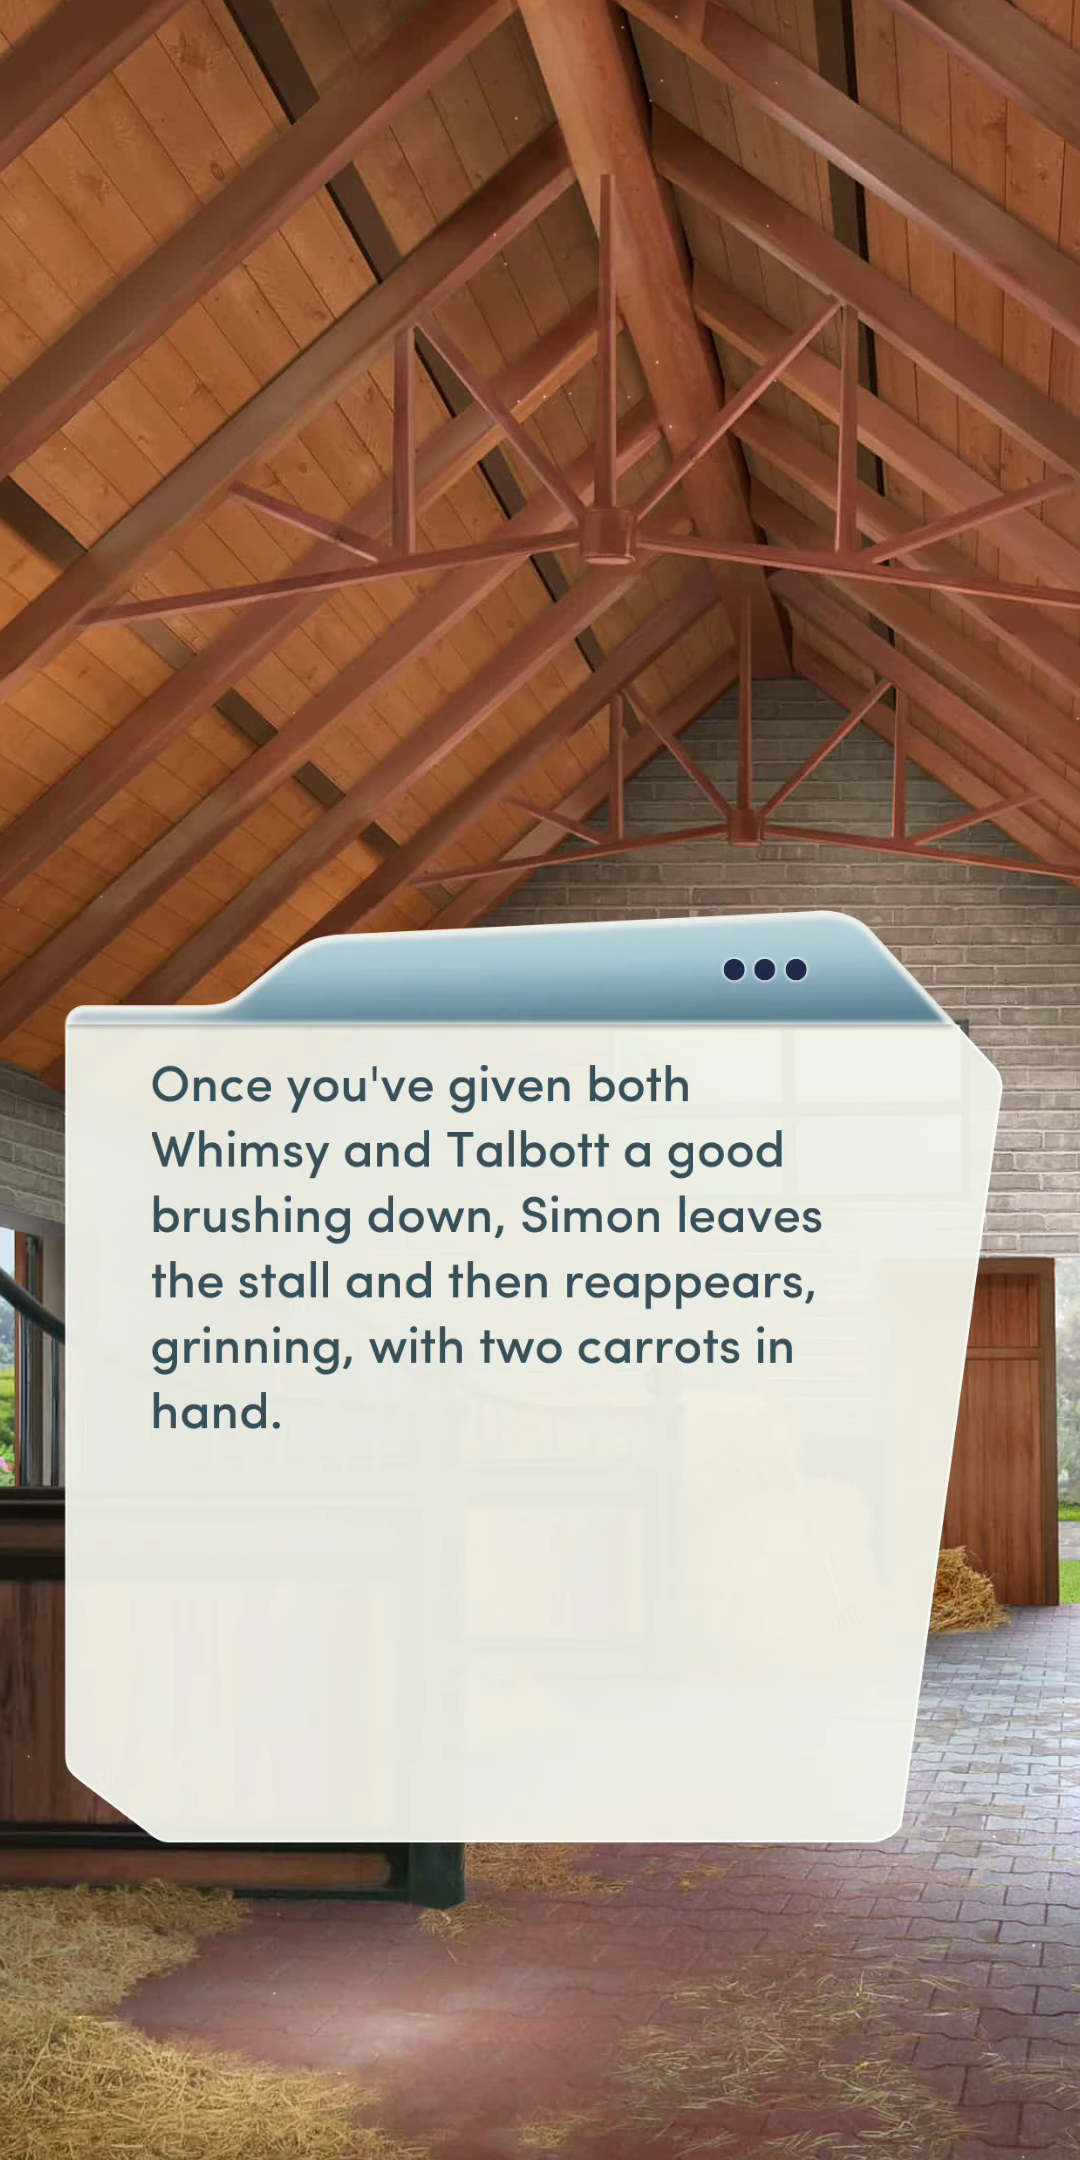 Once you've given both
Whimsy and Talbott a good
brushing down, Simon leaves
the stall and then reappears,
grinning, with two carrots in
hand.